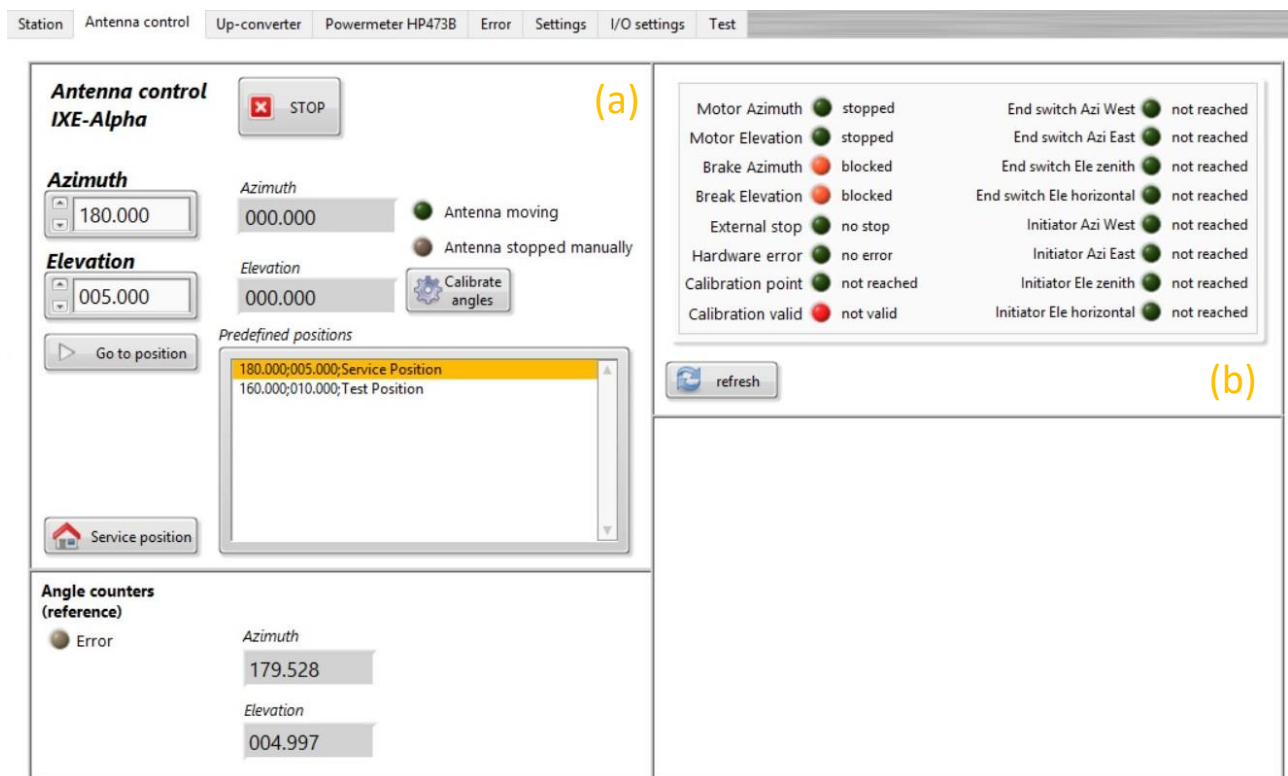 Station Antenna control Up-converter Powermeter HP473B Error Settings I/O settings Test
Antenna control
IXE-Alpha
STOP
(a)
Azimuth
180.000
Azimuth
000.000
Antenna moving
Antenna stopped manually
Elevation
005.000
Elevation
000.000
Calibrate
angles
Go to position
Predefined positions
180.000;005.000;Service Position
160.000;010.000;Test Position
Service position
Angle counters
(reference)
Error
Azimuth
179.528
Elevation
004.997
Motor Azimuth stopped
Motor Elevation stopped
Brake Azimuth blocked
Break Elevation blocked
External stop no stop
Hardware error no error
Calibration point not reached
Calibration valid not valid
End switch Azi West not reached
End switch Azi East not reached
End switch Ele zenith not reached
End switch Ele horizontal not reached
Initiator Azi West not reached
Initiator Azi East not reached
Initiator Ele zenith not reached
Initiator Ele horizontal not reached
refresh
(b)